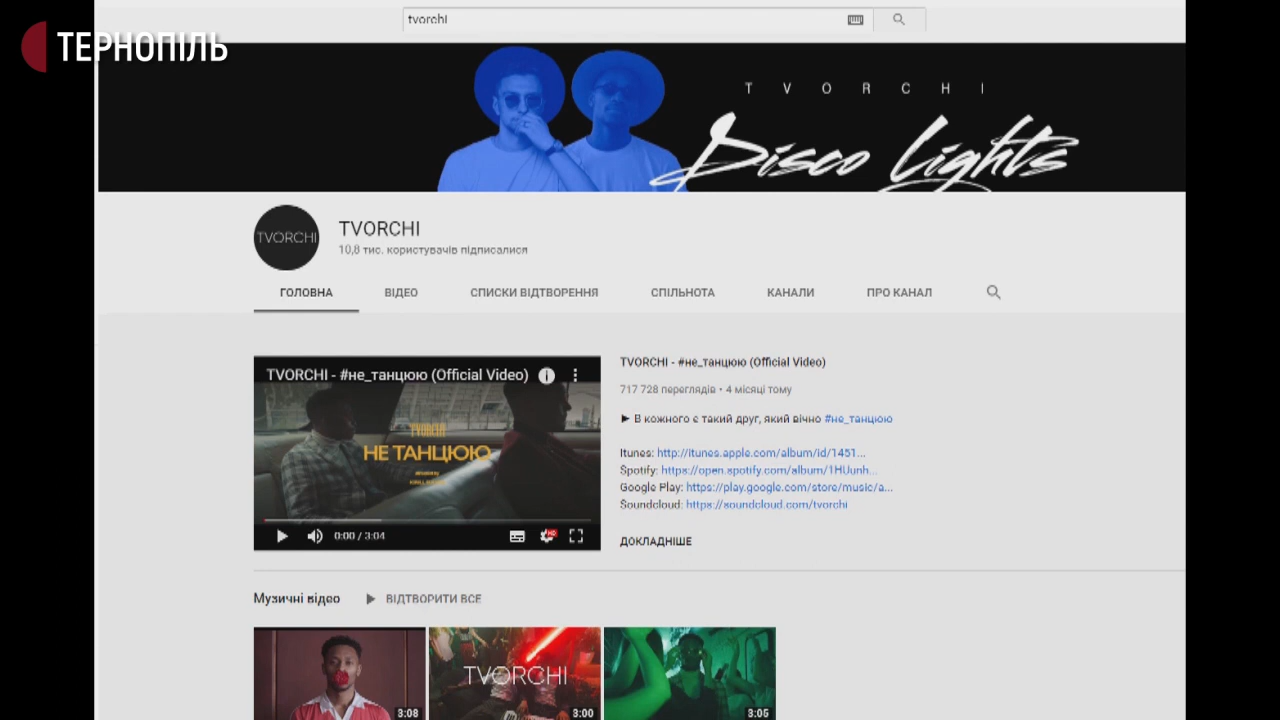 tvorchi
ТЕРНОПІЛЬ
T V O R C H I
Disco Lights
TVORCHI
TVORCHI
10,8 тис. користувачів підписалися
ГОЛОВНА ВІДЕО СПИСКИ ВІДТВОРЕННЯ СПІЛЬНОТА КАНАЛИ ПРО КАНАЛ
TVORCHI - #не_танцюю (Official Video)
TVORCHI
НЕ ТАНЦЮЮ
0:00 / 3:04
HD
TVORCHI - #не_танцюю (Official Video)
717 728 переглядів • 4 місяці тому
► В кожного є такий друг, який вічно #не_танцюю
Itunes: http://itunes.apple.com/album/id/1451...
Spotify: https://open.spotify.com/album/1HUunh...
Google Play: https://play.google.com/store/music/a...
Soundcloud: https://soundcloud.com/tvorchi
ДОКЛАДНІШЕ
Музичні відео ВІДТВОРИТИ ВСЕ
3:08
TVORCHI
3:00
3:05